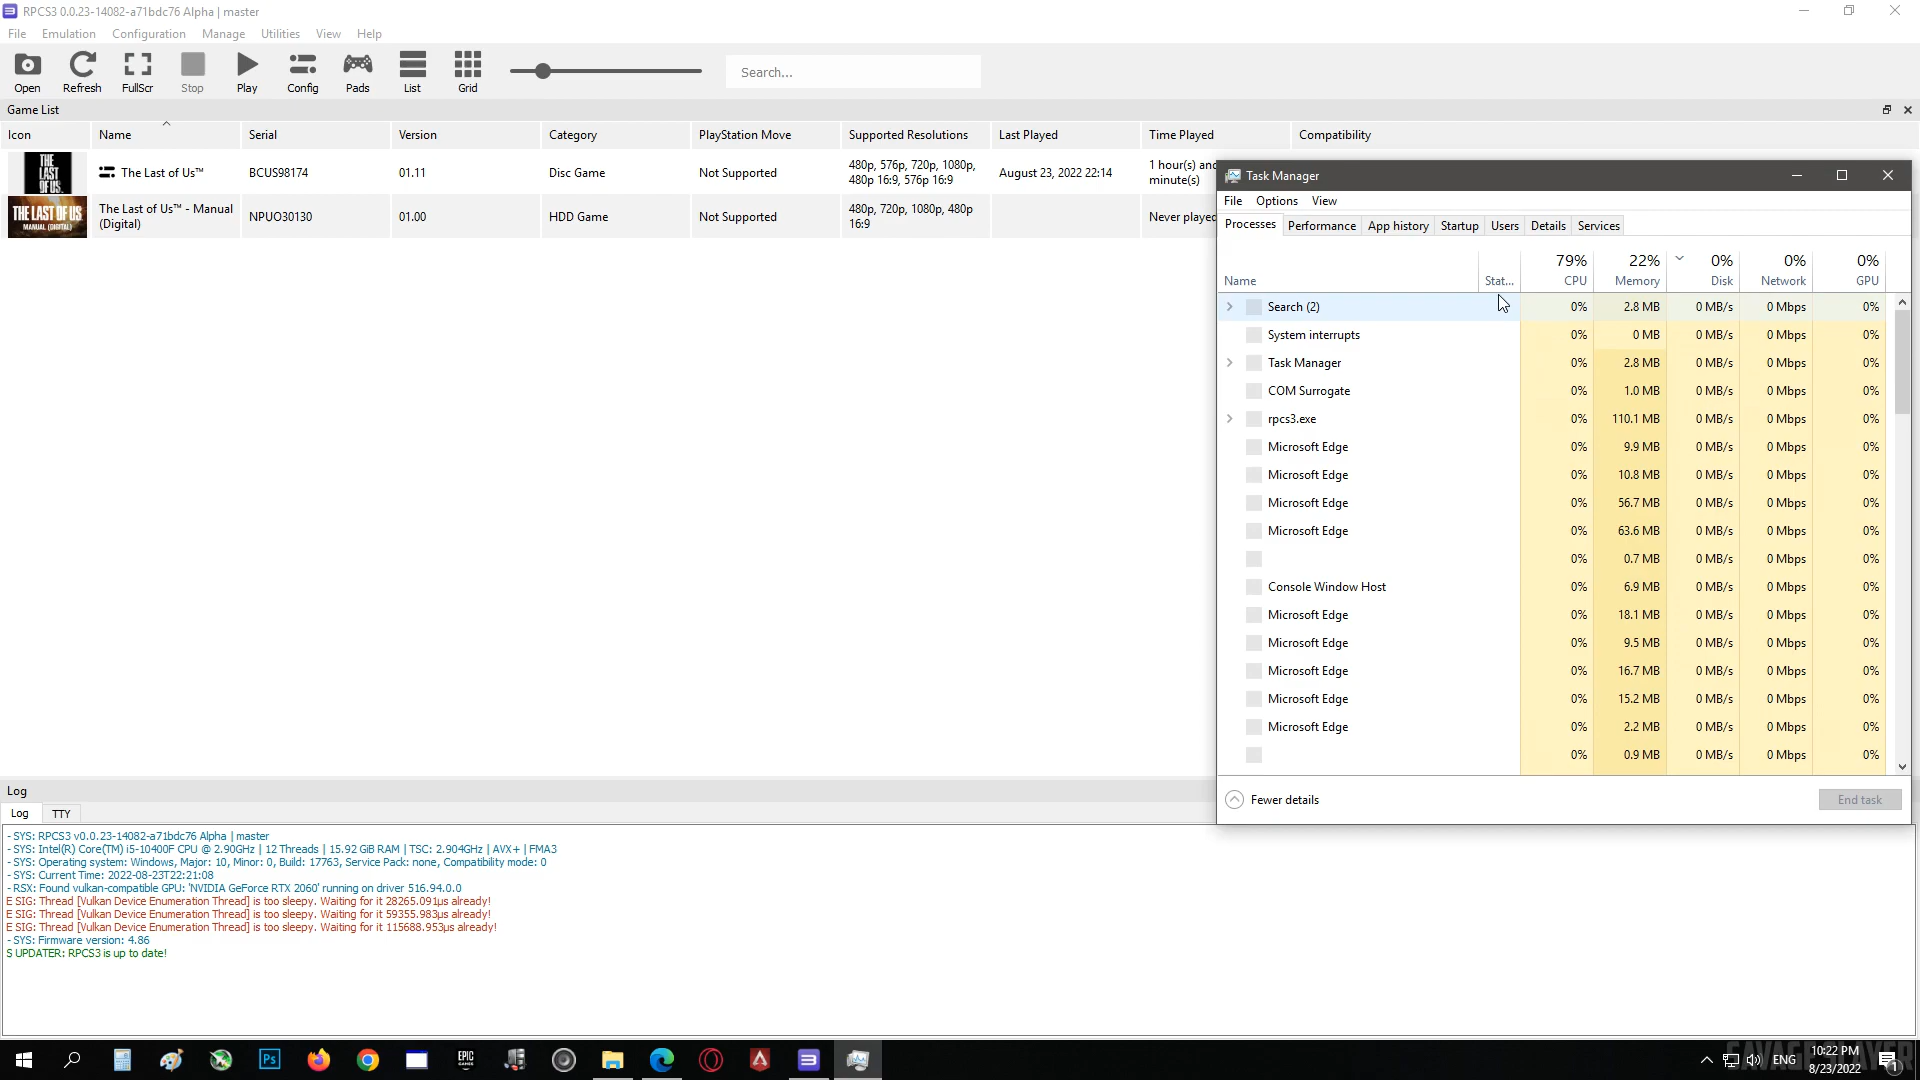 RPCS3 0.0.23-14082-a71bdc76 Alpha | master
File Emulation Configuration Manage Utilities View Help
Open Refresh FullScr Stop Play Config Pads List Grid Search...
Game List
Icon Name Serial Version Category PlayStation Move Supported Resolutions Last Played Time Played Compatibility
THE LAST OF US
The Last of Us™ BCUS98174 01.11 Disc Game Not Supported 480p, 576p, 720p, 1080p, 480p 16:9, 576p 16:9 August 23, 2022 22:14 1 hour(s) and minute(s)
THE LAST OF US
MANUAL (DIGITAL)
The Last of Us™ - Manual (Digital) NPUO30130 01.00 HDD Game Not Supported 480p, 720p, 1080p, 480p 16:9 Never played
Task Manager
File Options View
Processes Performance App history Startup Users Details Services
79% 22% 0% 0% 0%
Name Stat... CPU Memory Disk Network GPU
Search (2) 0% 2.8 MB 0 MB/s 0 Mbps 0%
System interrupts 0% 0 MB 0 MB/s 0 Mbps 0%
Task Manager 0% 2.8 MB 0 MB/s 0 Mbps 0%
COM Surrogate 0% 1.0 MB 0 MB/s 0 Mbps 0%
rpcs3.exe 0% 110.1 MB 0 MB/s 0 Mbps 0%
Microsoft Edge 0% 9.9 MB 0 MB/s 0 Mbps 0%
Microsoft Edge 0% 10.8 MB 0 MB/s 0 Mbps 0%
Microsoft Edge 0% 56.7 MB 0 MB/s 0 Mbps 0%
Microsoft Edge 0% 63.6 MB 0 MB/s 0 Mbps 0%
0% 0.7 MB 0 MB/s 0 Mbps 0%
Console Window Host 0% 6.9 MB 0 MB/s 0 Mbps 0%
Microsoft Edge 0% 18.1 MB 0 MB/s 0 Mbps 0%
Microsoft Edge 0% 9.5 MB 0 MB/s 0 Mbps 0%
Microsoft Edge 0% 16.7 MB 0 MB/s 0 Mbps 0%
Microsoft Edge 0% 15.2 MB 0 MB/s 0 Mbps 0%
Microsoft Edge 0% 2.2 MB 0 MB/s 0 Mbps 0%
0% 0.9 MB 0 MB/s 0 Mbps 0%
Fewer details End task
Log
Log TTY
- SYS: RPCS3 v0.0.23-14082-a71bdc76 Alpha | master
- SYS: Intel(R) Core(TM) i5-10400F CPU @ 2.90GHz | 12 Threads | 15.92 GiB RAM | TSC: 2.904GHz | AVX+ | FMA3
- SYS: Operating system: Windows, Major: 10, Minor: 0, Build: 17763, Service Pack: none, Compatibility mode: 0
- SYS: Current Time: 2022-08-23T22:21:08
- RSX: Found vulkan-compatible GPU: 'NVIDIA GeForce RTX 2060' running on driver 516.94.0.0
E SIG: Thread [Vulkan Device Enumeration Thread] is too sleepy. Waiting for it 28265.091µs already!
E SIG: Thread [Vulkan Device Enumeration Thread] is too sleepy. Waiting for it 59355.983µs already!
E SIG: Thread [Vulkan Device Enumeration Thread] is too sleepy. Waiting for it 115688.953µs already!
- SYS: Firmware version: 4.86
S UPDATER: RPCS3 is up to date!
Ps EPIC GAMES ENG 10:22 PM 1
8/23/2022
SAVAGE SLAYER